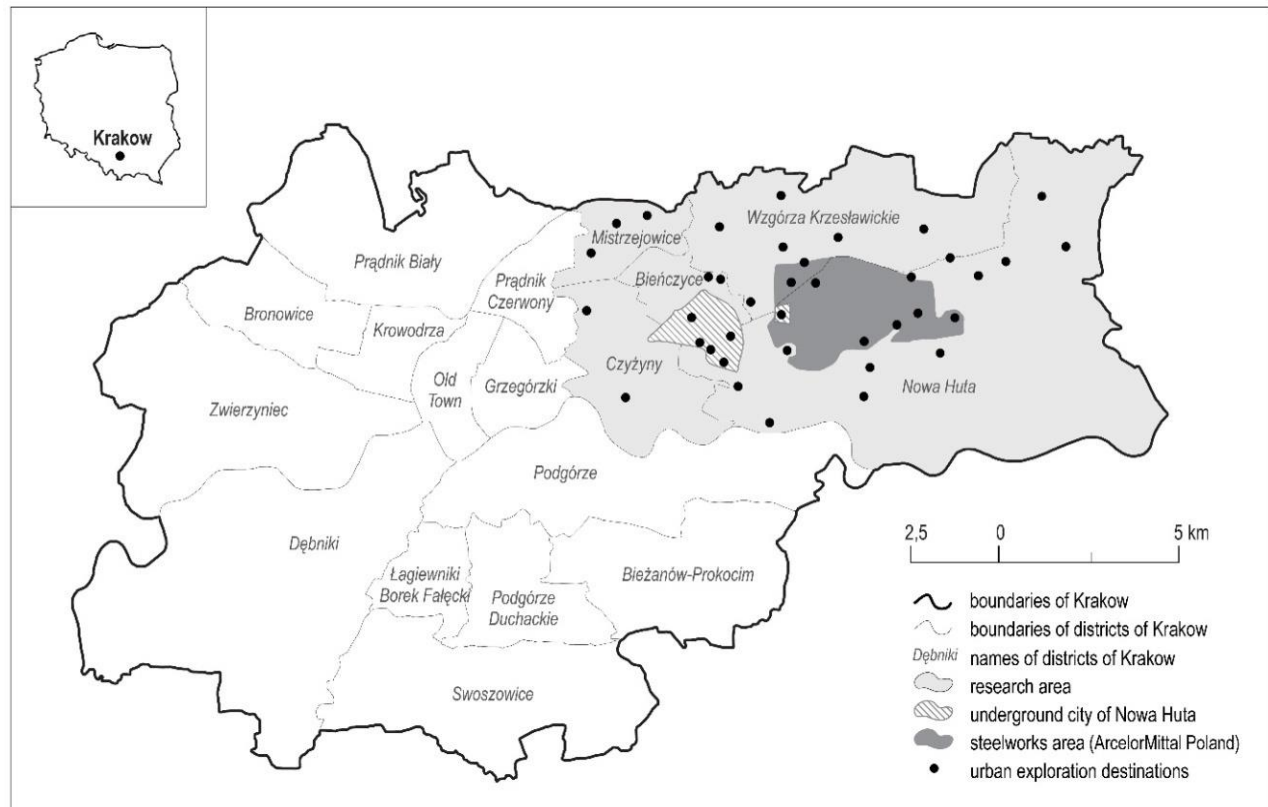 Krakow
Wzgórza Krzesławickie
Mistrzejowice
Prądnik Biały
Prądnik
Czerwony
Bieńczyce
Bronowice
Krowodrza
Old
Town
Grzegórzki
Czyżyny
Nowa Huta
Zwierzyniec
Podgórze
Dębniki
Łagiewniki
Borek Fałęcki
Podgórze
Duchackie
Bieżanów-Prokocim
Swoszowice
2,5 0 5 km
boundaries of Krakow
boundaries of districts of Krakow
Dębniki names of districts of Krakow
research area
underground city of Nowa Huta
steelworks area (ArcelorMittal Poland)
urban exploration destinations